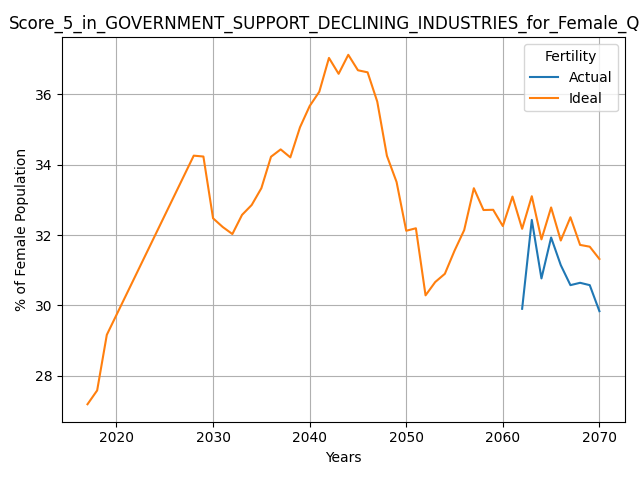 Score_5_in_GOVERNMENT_SUPPORT_DECLINING_INDUSTRIES_for_Female_Q
Fertility
Actual
Ideal
% of Female Population
36
34
32
30
28
2020
2030
2040
2050
2060
2070
Years